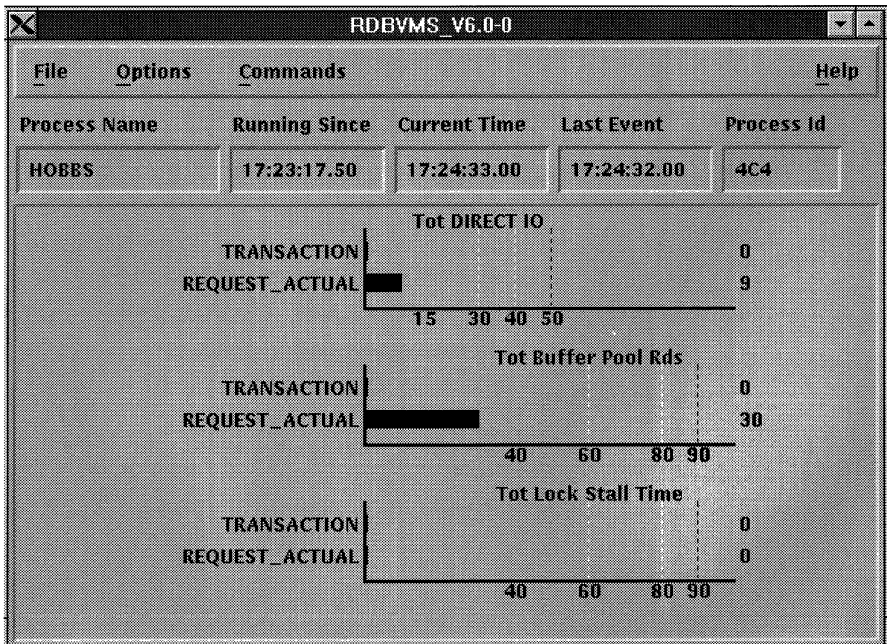 RDBVMS_V6.0-0
File Options Commands Help
Process Name Running Since Current Time Last Event Process Id
HOBBS 17:23:17.50 17:24:33.00 17:24:32.00 4C4
Tot DIRECT IO
TRANSACTION 0
REQUEST_ACTUAL 9
15 30 40 50
Tot Buffer Pool Rds
TRANSACTION 0
REQUEST_ACTUAL 30
40 60 80 90
Tot Lock Stall Time
TRANSACTION 0
REQUEST_ACTUAL 0
40 60 80 90